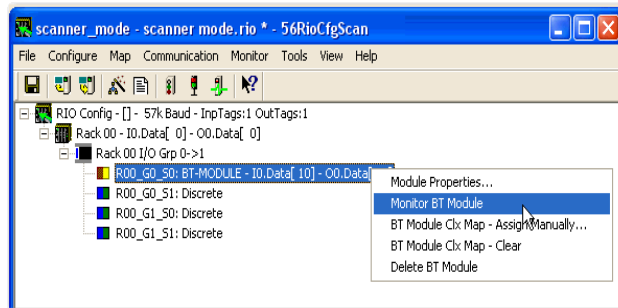 scanner_mode - scanner mode.rio * - 56RioCfgScan
File Configure Map Communication Monitor Tools View Help
RIO Config - [] - 57k Baud - InpTags:1 OutTags:1
Rack 00 - I0.Data[ 0] - O0.Data[ 0]
Rack 00 I/O Grp 0->1
R00_G0_S0: BT-MODULE - I0.Data[ 10] - O0.Data[
R00_G0_S1: Discrete
R00_G1_S0: Discrete
R00_G1_S1: Discrete
Module Properties...
Monitor BT Module
BT Module Clx Map - Assign Manually...
BT Module Clx Map - Clear
Delete BT Module